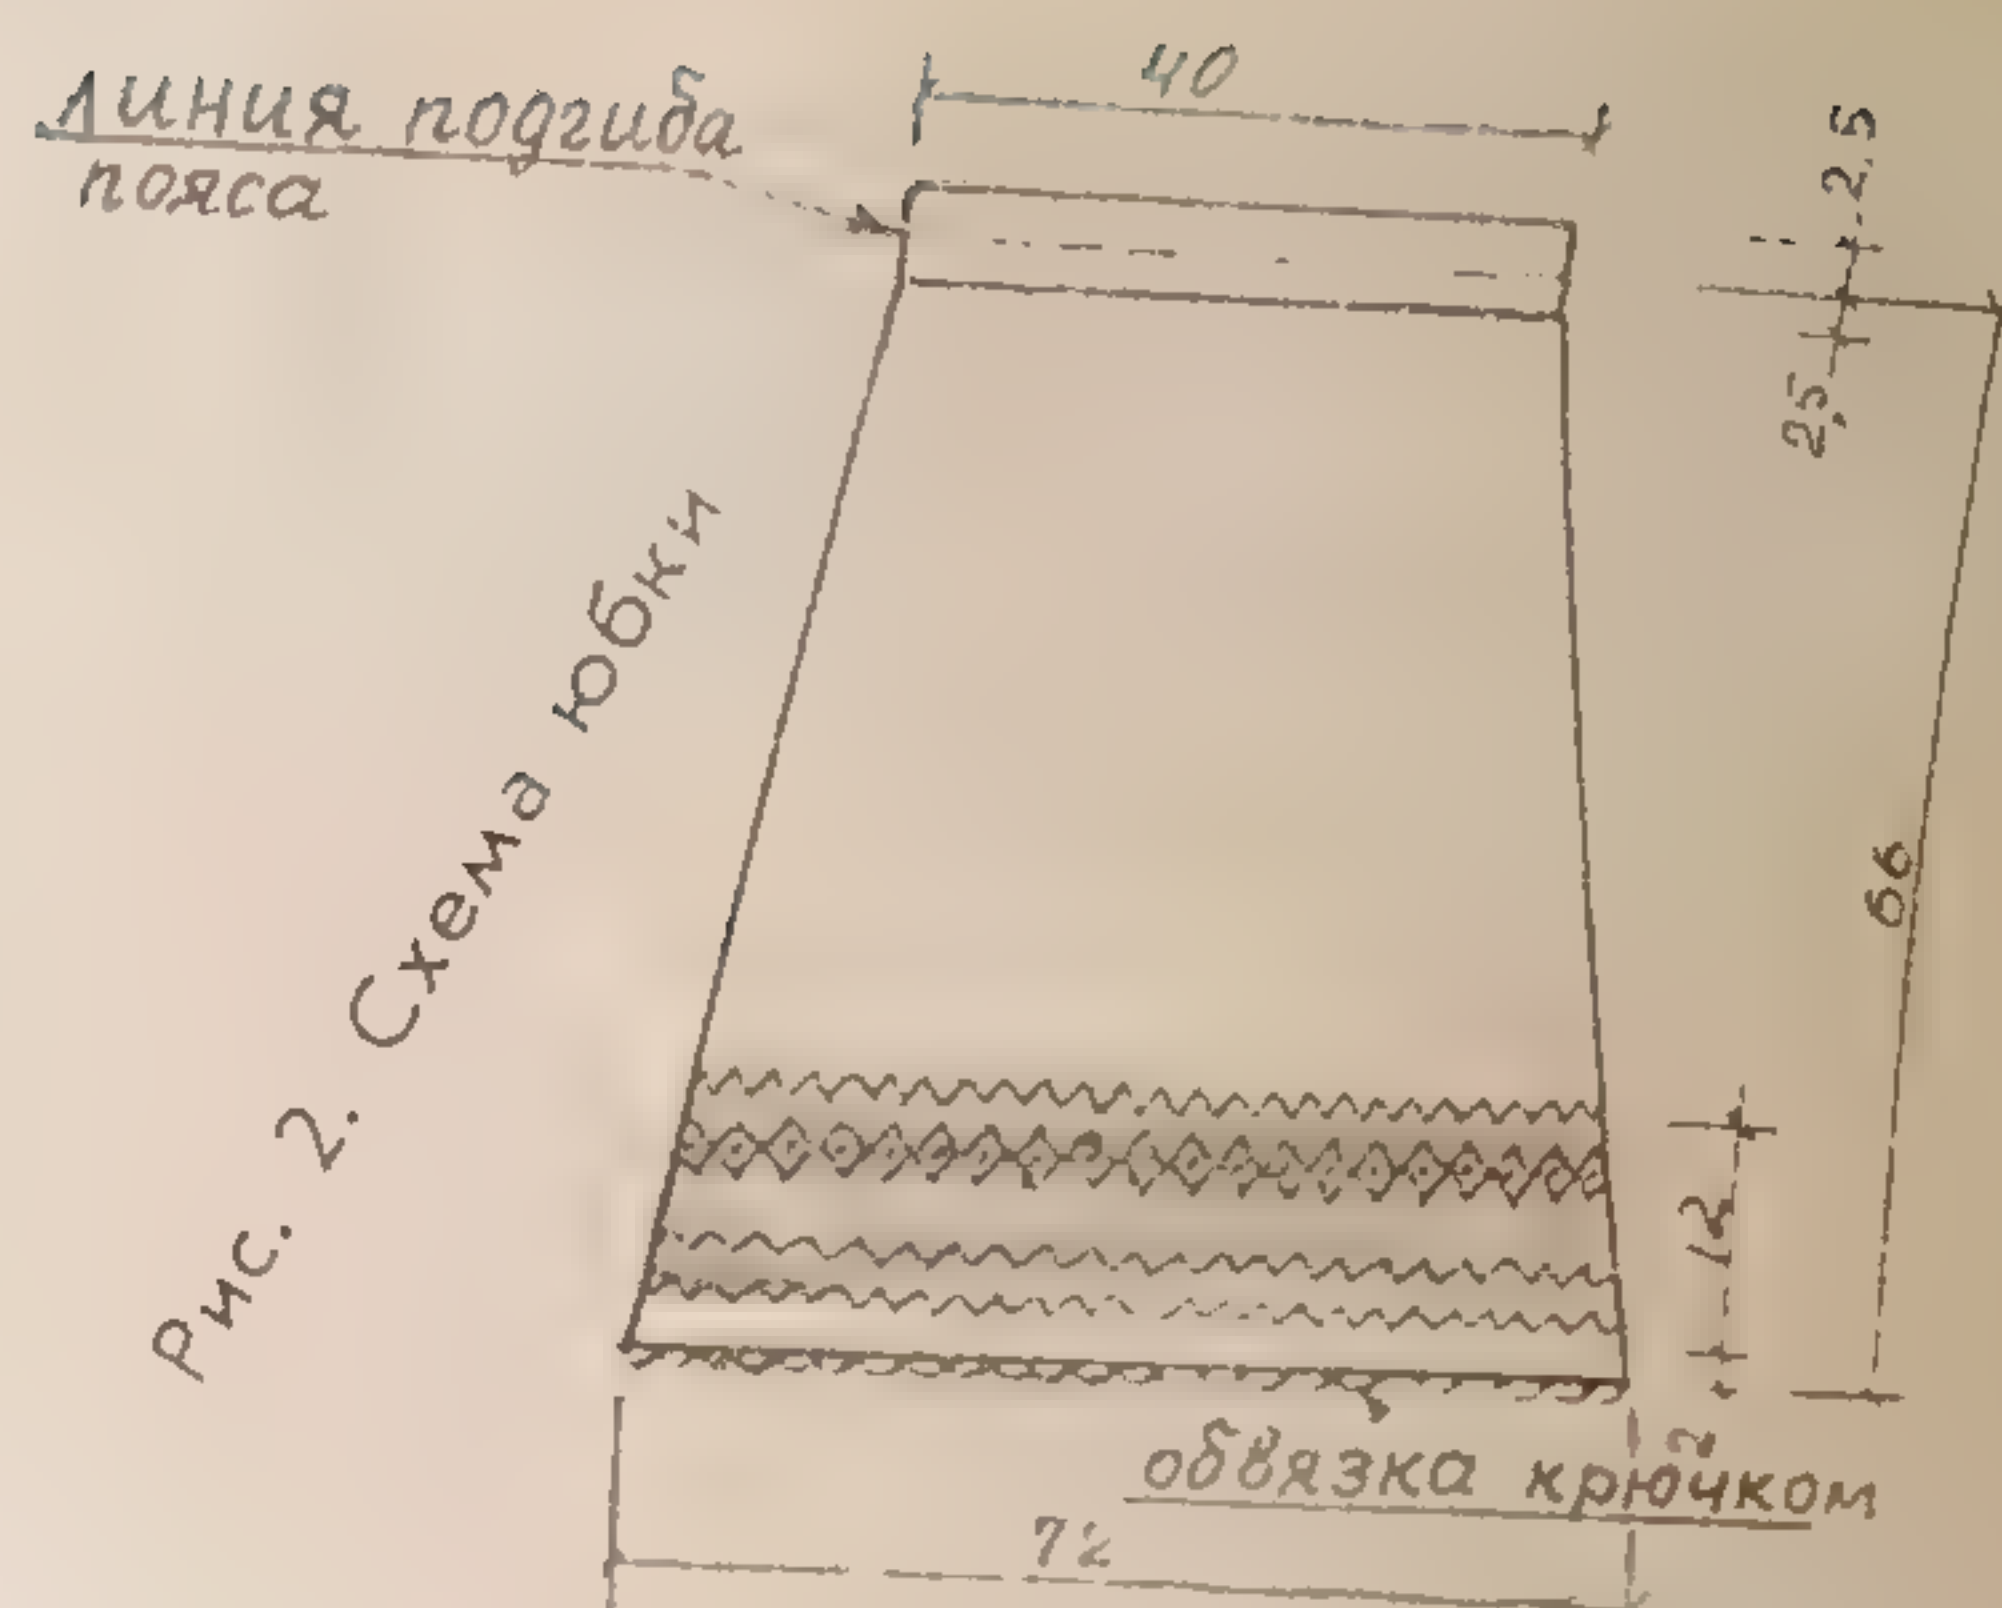 Линия подгиба
пояса
40
2,5
2,5
Рис. 2. Схема юбки
66
12
2
обвязка крючком
72